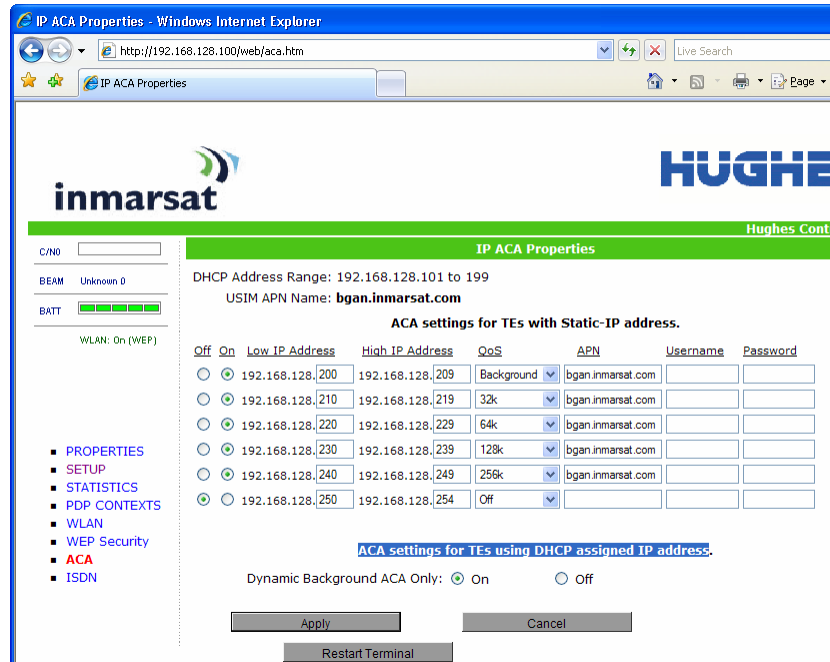 IP ACA Properties - Windows Internet Explorer
http://192.168.128.100/web/aca.htm
Live Search
IP ACA Properties
Page
inmarsat
HUGHE
Hughes Cont
C/N0
IP ACA Properties
BEAM Unknown 0
DHCP Address Range: 192.168.128.101 to 199
USIM APN Name: bgan.inmarsat.com
BATT
ACA settings for TEs with Static-IP address.
WLAN: On (WEP)
Off On Low IP Address High IP Address QoS APN Username Password
192.168.128. 200 192.168.128. 209 Background bgan.inmarsat.com
192.168.128. 210 192.168.128. 219 32k bgan.inmarsat.com
192.168.128. 220 192.168.128. 229 64k bgan.inmarsat.com
192.168.128. 230 192.168.128. 239 128k bgan.inmarsat.com
192.168.128. 240 192.168.128. 249 256k bgan.inmarsat.com
192.168.128. 250 192.168.128. 254 Off
PROPERTIES
SETUP
STATISTICS
PDP CONTEXTS
WLAN
WEP Security
ACA
ISDN
ACA settings for TEs using DHCP assigned IP address.
Dynamic Background ACA Only: On Off
Apply Cancel
Restart Terminal